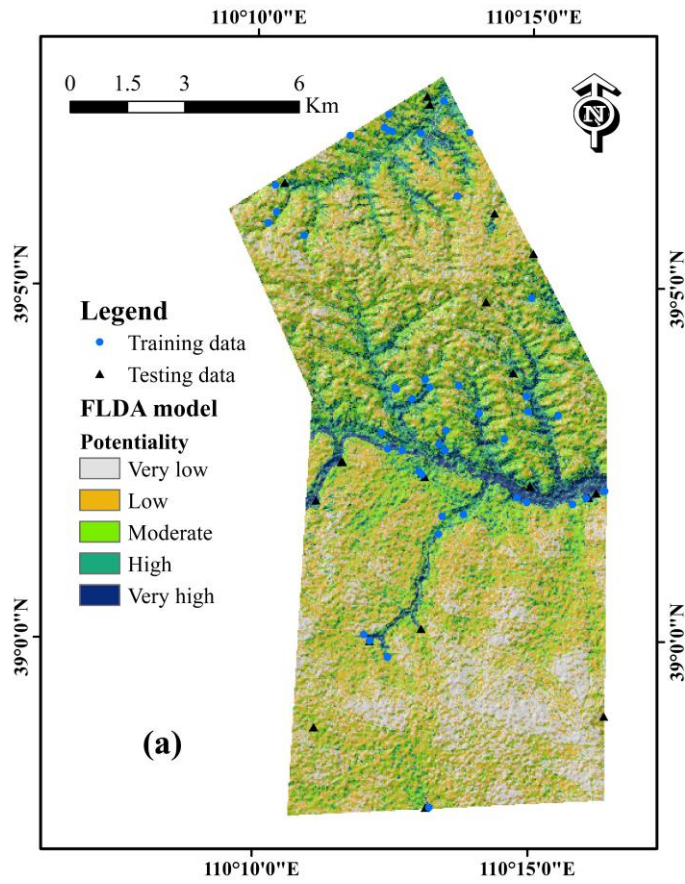 110°10'0"E 110°15'0"E
0 1.5 3 6
Km
N
39°5'0"N 39°5'0"N
Legend
Training data
Testing data
FLDA model
Potentiality
Very low
Low
Moderate
High
Very high
39°0'0"N 39°0'0"N
(a)
110°10'0"E 110°15'0"E